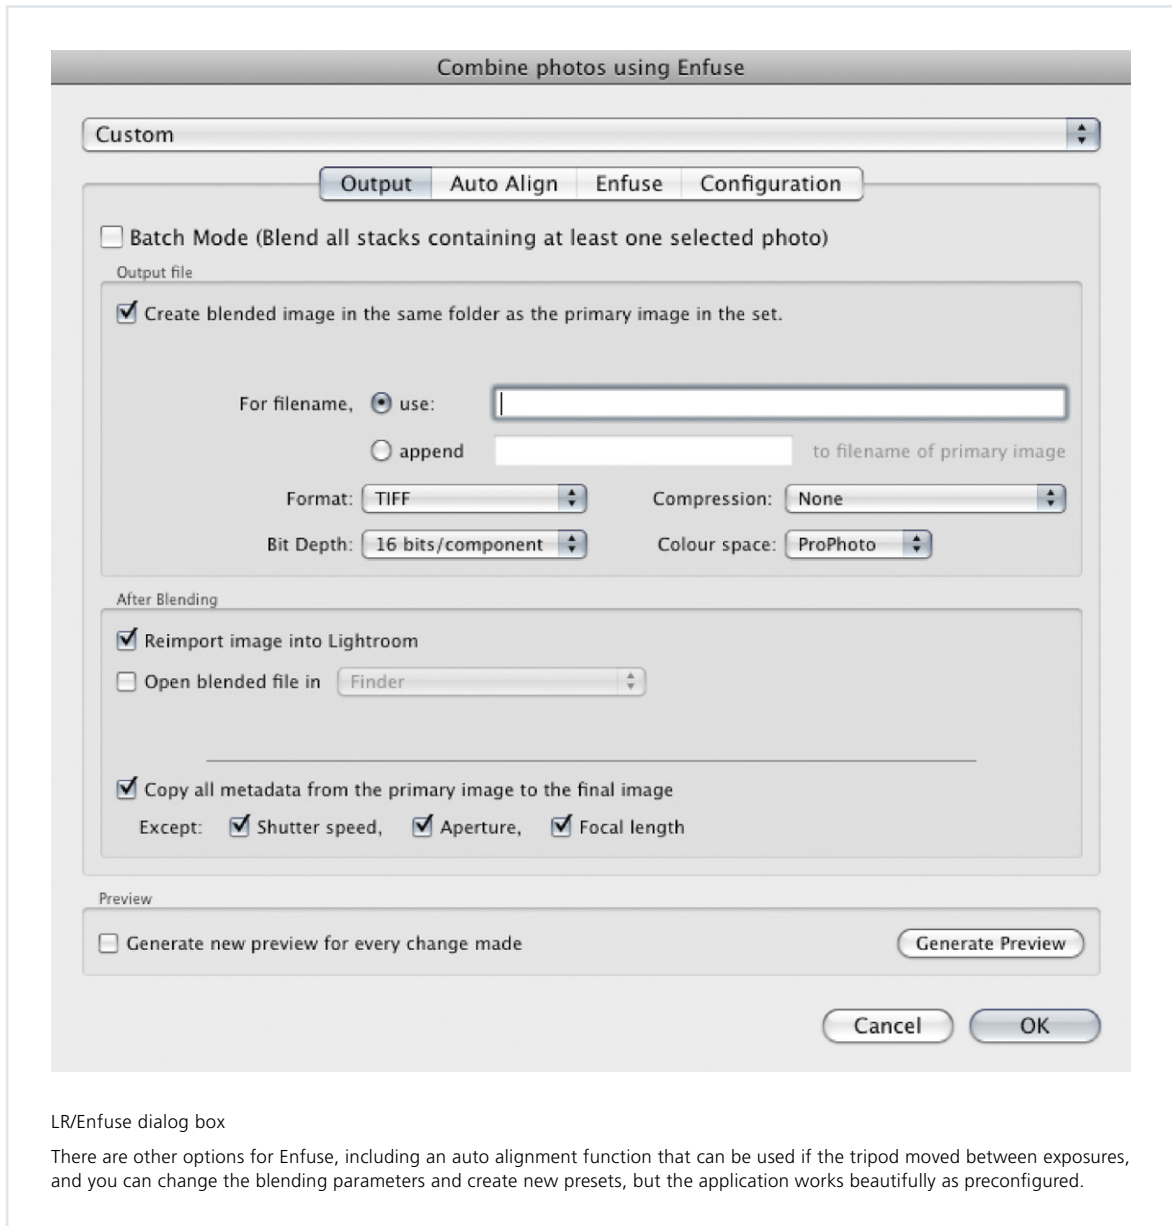 Combine photos using Enfuse
Custom
Output Auto Align Enfuse Configuration
Batch Mode (Blend all stacks containing at least one selected photo)
Output file
Create blended image in the same folder as the primary image in the set.
For filename, use:
append to filename of primary image
Format: TIFF Compression: None
Bit Depth: 16 bits/component Colour space: ProPhoto
After Blending
Reimport image into Lightroom
Open blended file in Finder
Copy all metadata from the primary image to the final image
Except: Shutter speed, Aperture, Focal length
Preview
Generate new preview for every change made Generate Preview
Cancel OK
LR/Enfuse dialog box
There are other options for Enfuse, including an auto alignment function that can be used if the tripod moved between exposures,
and you can change the blending parameters and create new presets, but the application works beautifully as preconfigured.